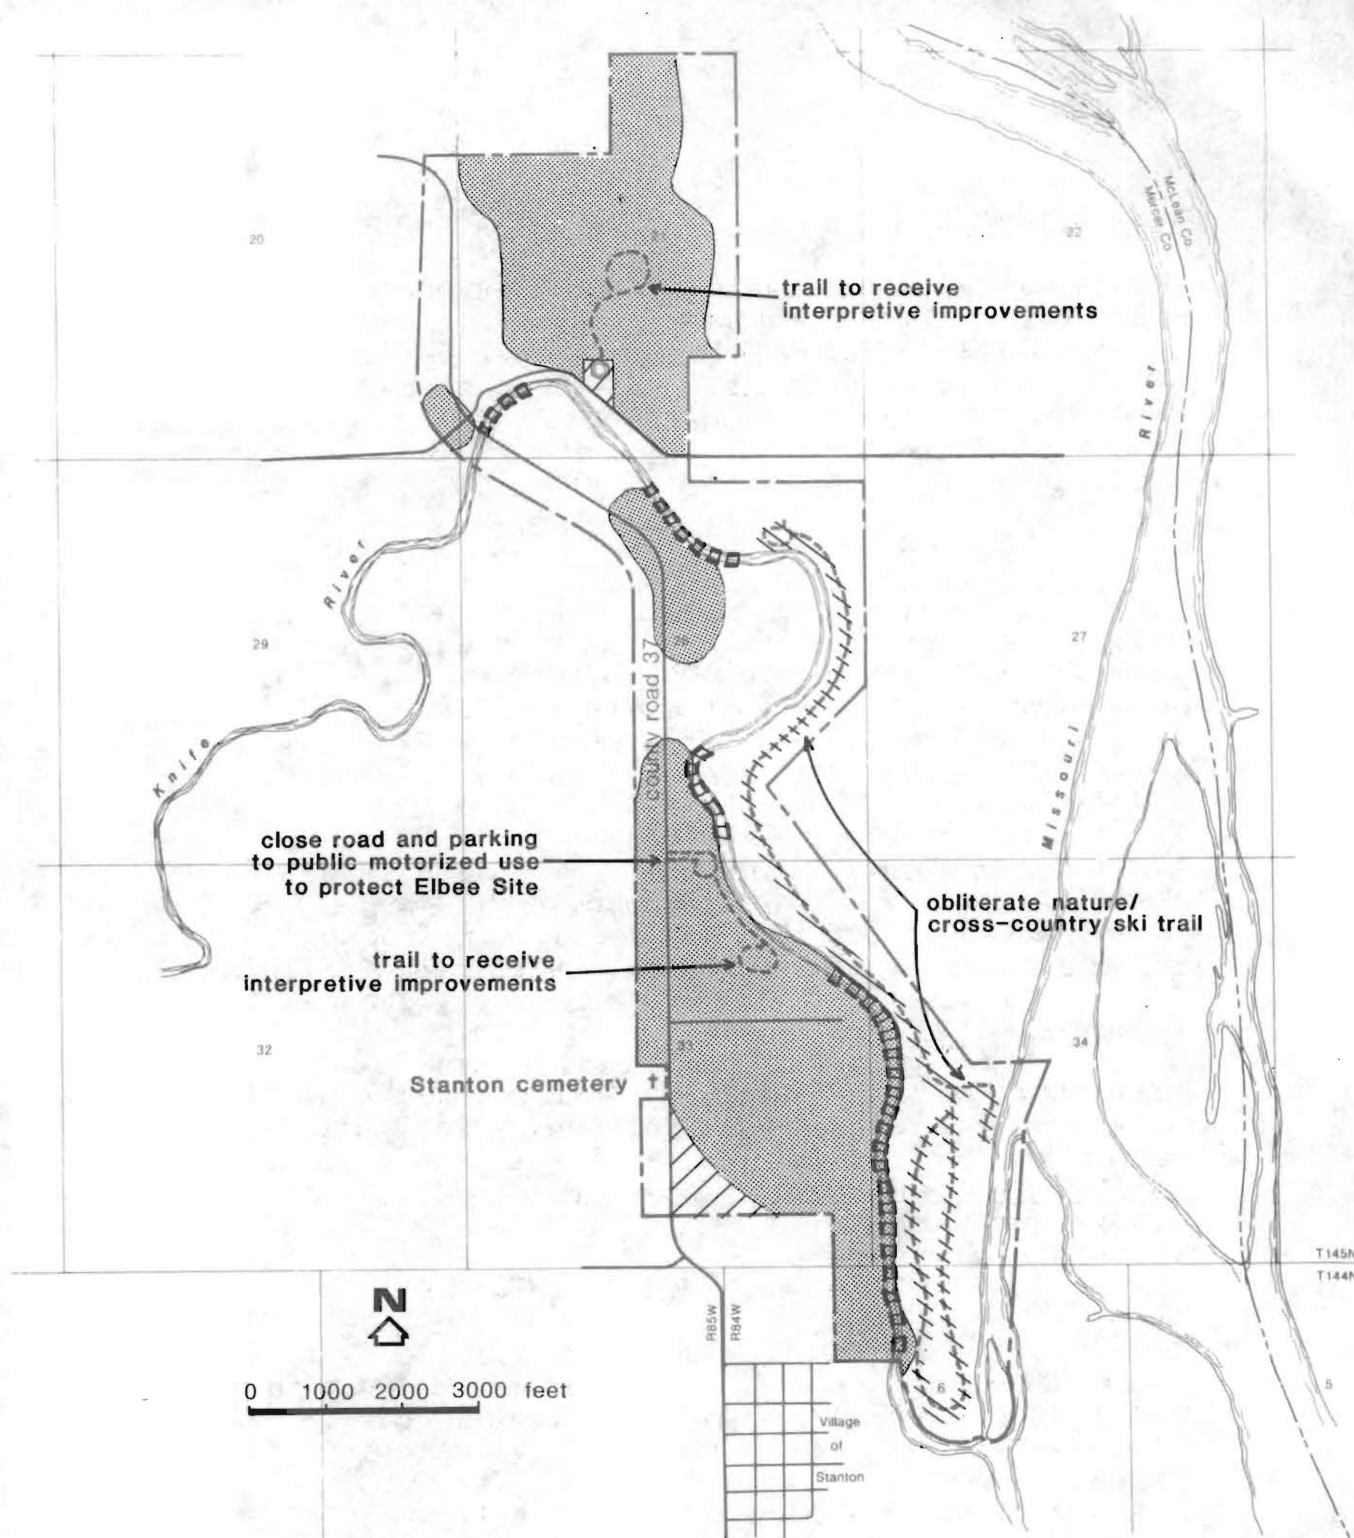 McLean Co.
Mercer Co.
20
21
22
trail to receive
interpretive improvements
River
River
29
28
27
county road 37
Knife
Missouri
close road and parking
to public motorized use
to protect Elbee Site
obliterate nature/
cross-country ski trail
trail to receive
interpretive improvements
32
33
34
Stanton cemetery
T145N
T144N
N
R85W
R84W
0 1000 2000 3000 feet
6
5
Village
of
Stanton